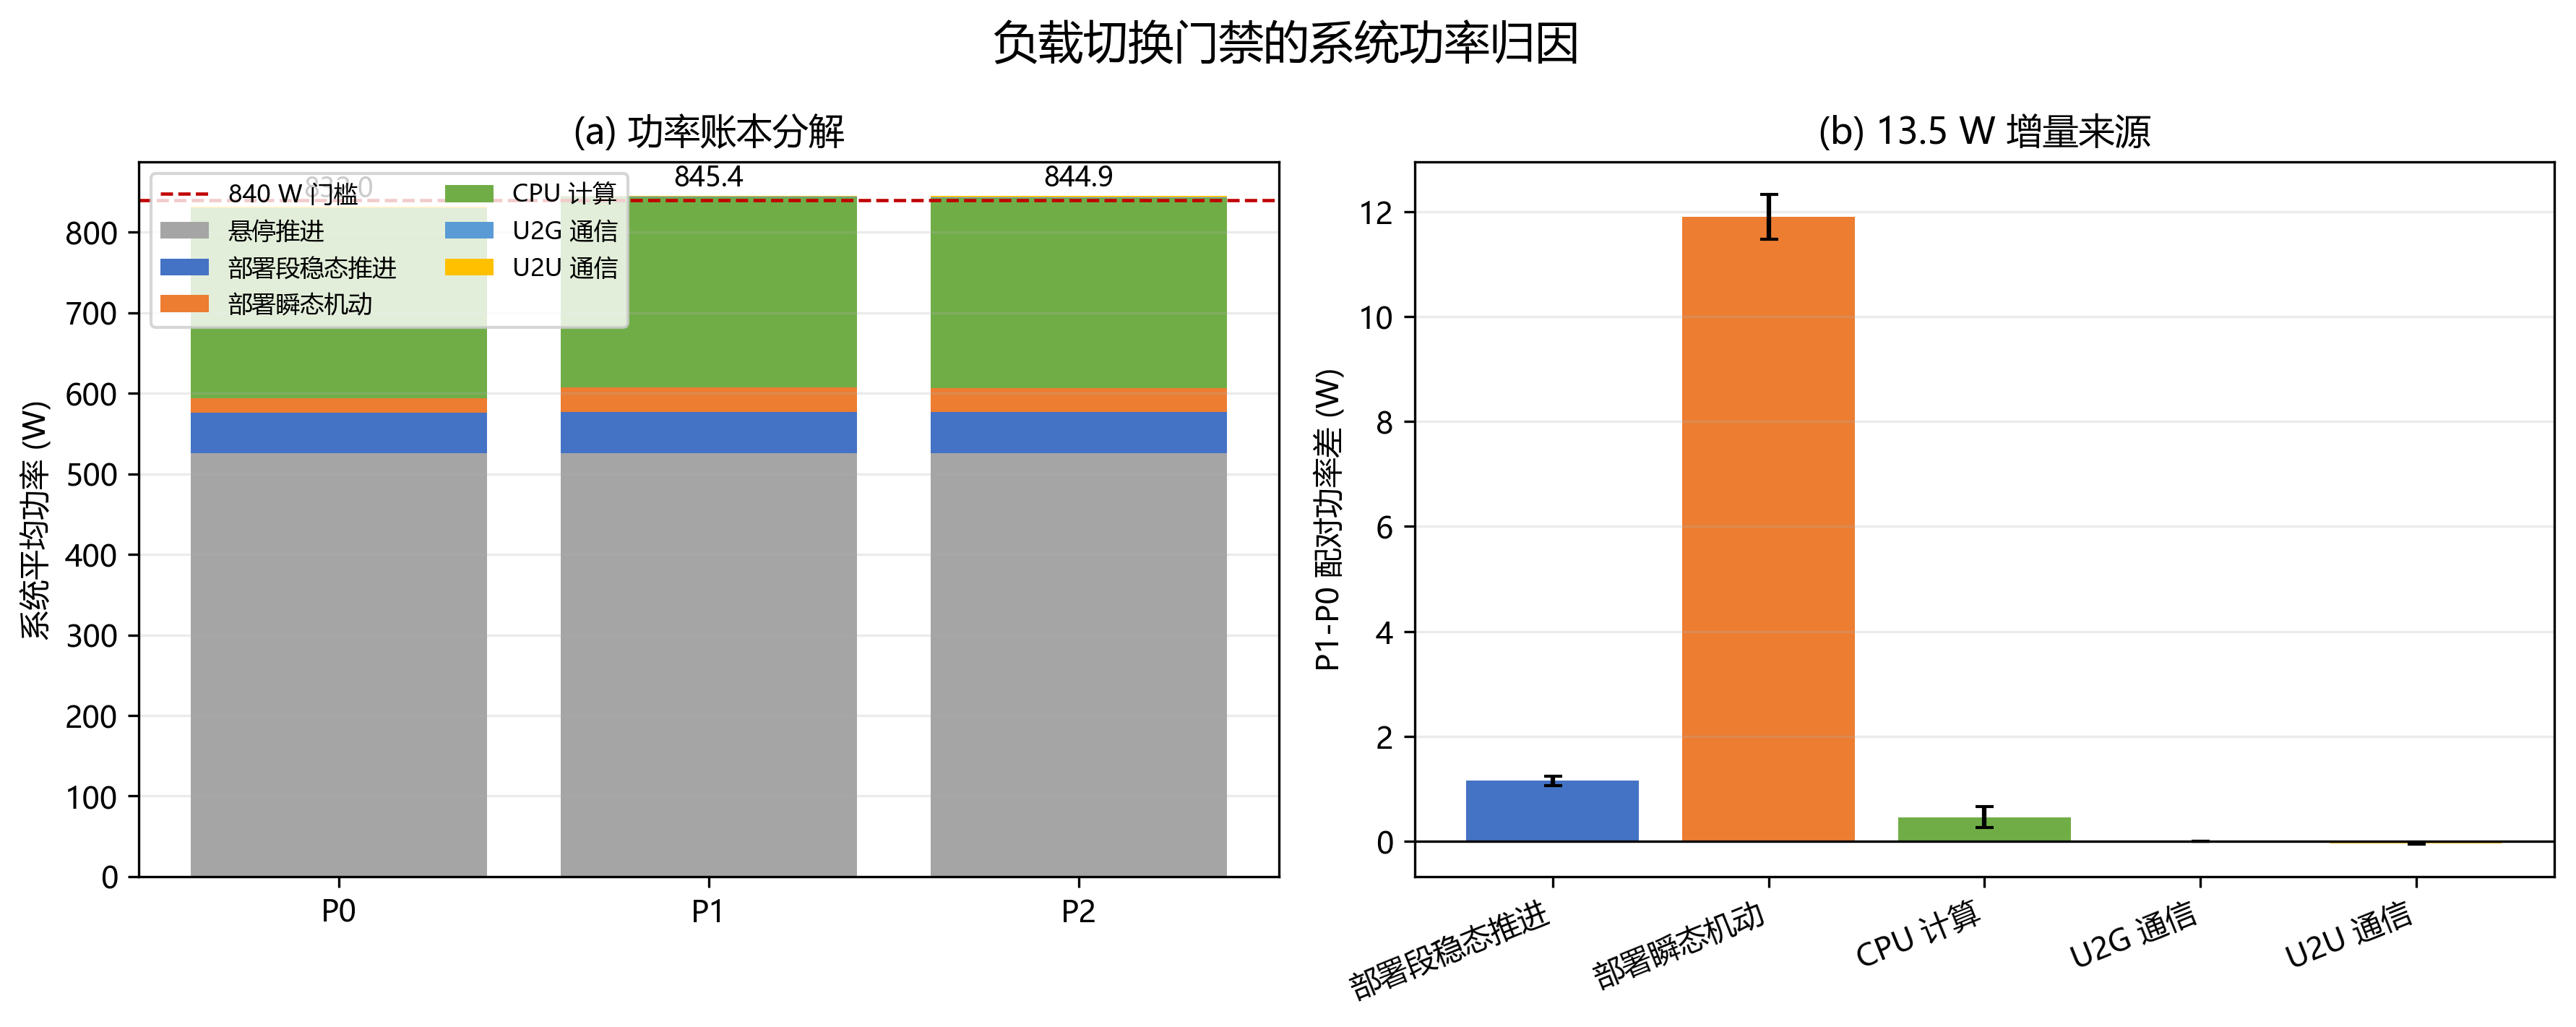 负载切换门禁的系统功率归因
(a) 功率账本分解
845.4
844.9
840 W 门槛
悬停推进
部署段稳态推进
部署瞬态机动
CPU 计算
U2G 通信
U2U 通信
系统平均功率 (W)
800
700
600
500
400
300
200
100
0
P0
P1
P2
(b) 13.5 W 增量来源
P1-P0 配对功率差 (W)
12
10
8
6
4
2
0
部署段稳态推进
部署瞬态机动
CPU 计算
U2G 通信
U2U 通信